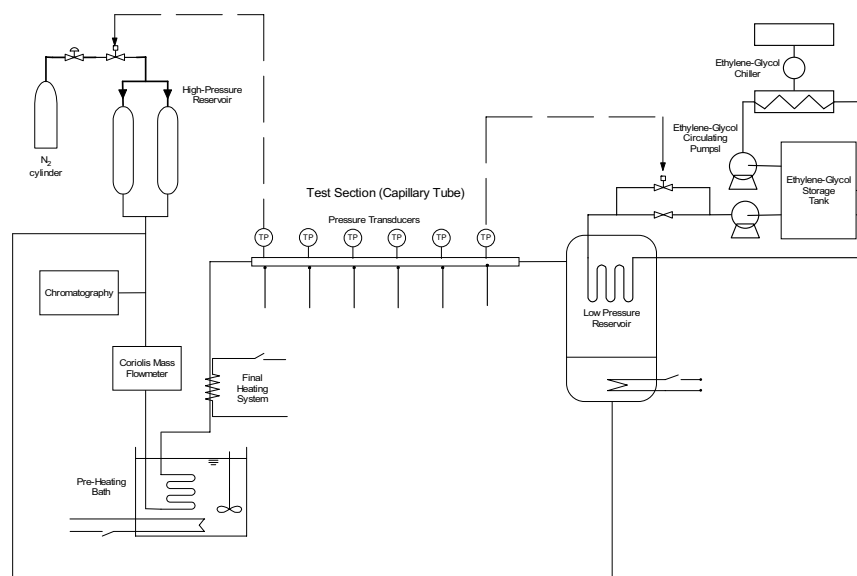 Ethylene-Glycol
Chiller
High-Pressure
Reservoir
N2
cylinder
Ethylene-Glycol
Circulating
Pumpsl
Ethylene-Glycol
Storage
Tank
Test Section (Capillary Tube)
Pressure Transducers
TP
TP
TP
TP
TP
TP
Chromatography
Low Pressure
Reservoir
Coriolis Mass
Flowmeter
Final
Heating
System
Pre-Heating
Bath